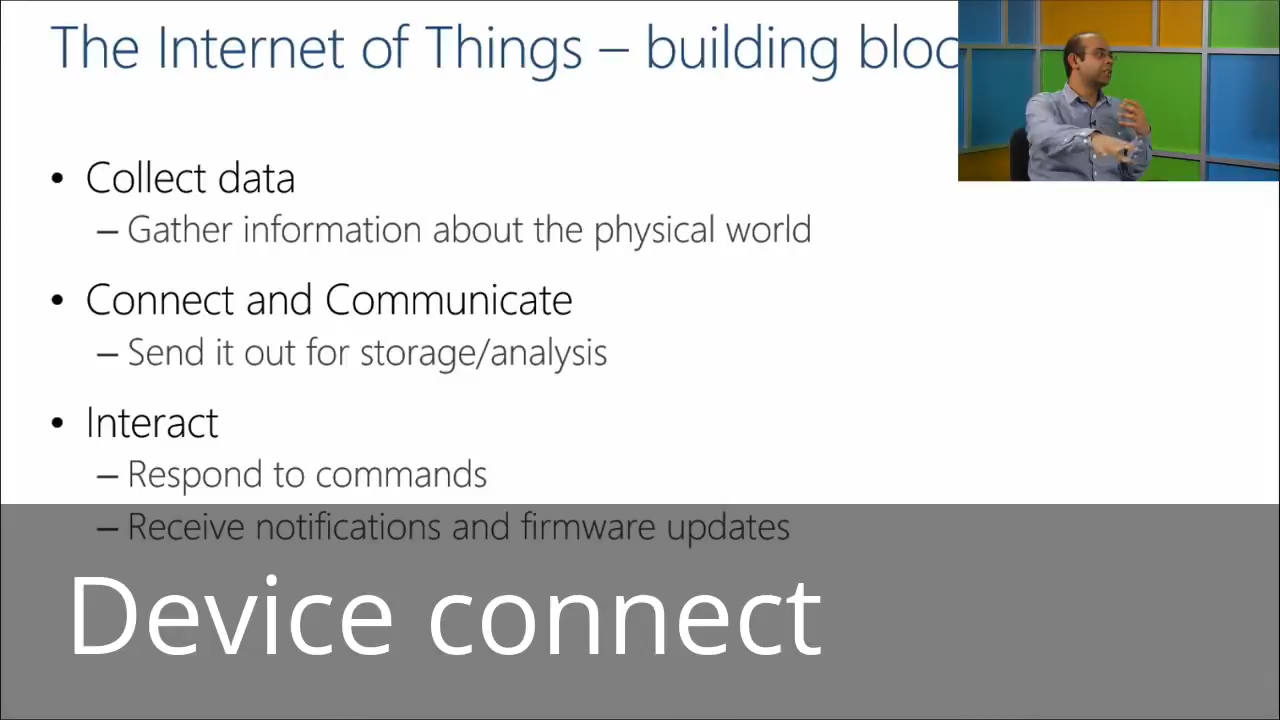 The Internet of Things – building bloc
• Collect data
– Gather information about the physical world
• Connect and Communicate
– Send it out for storage/analysis
• Interact
– Respond to commands
– Receive notifications and firmware updates
Device connect